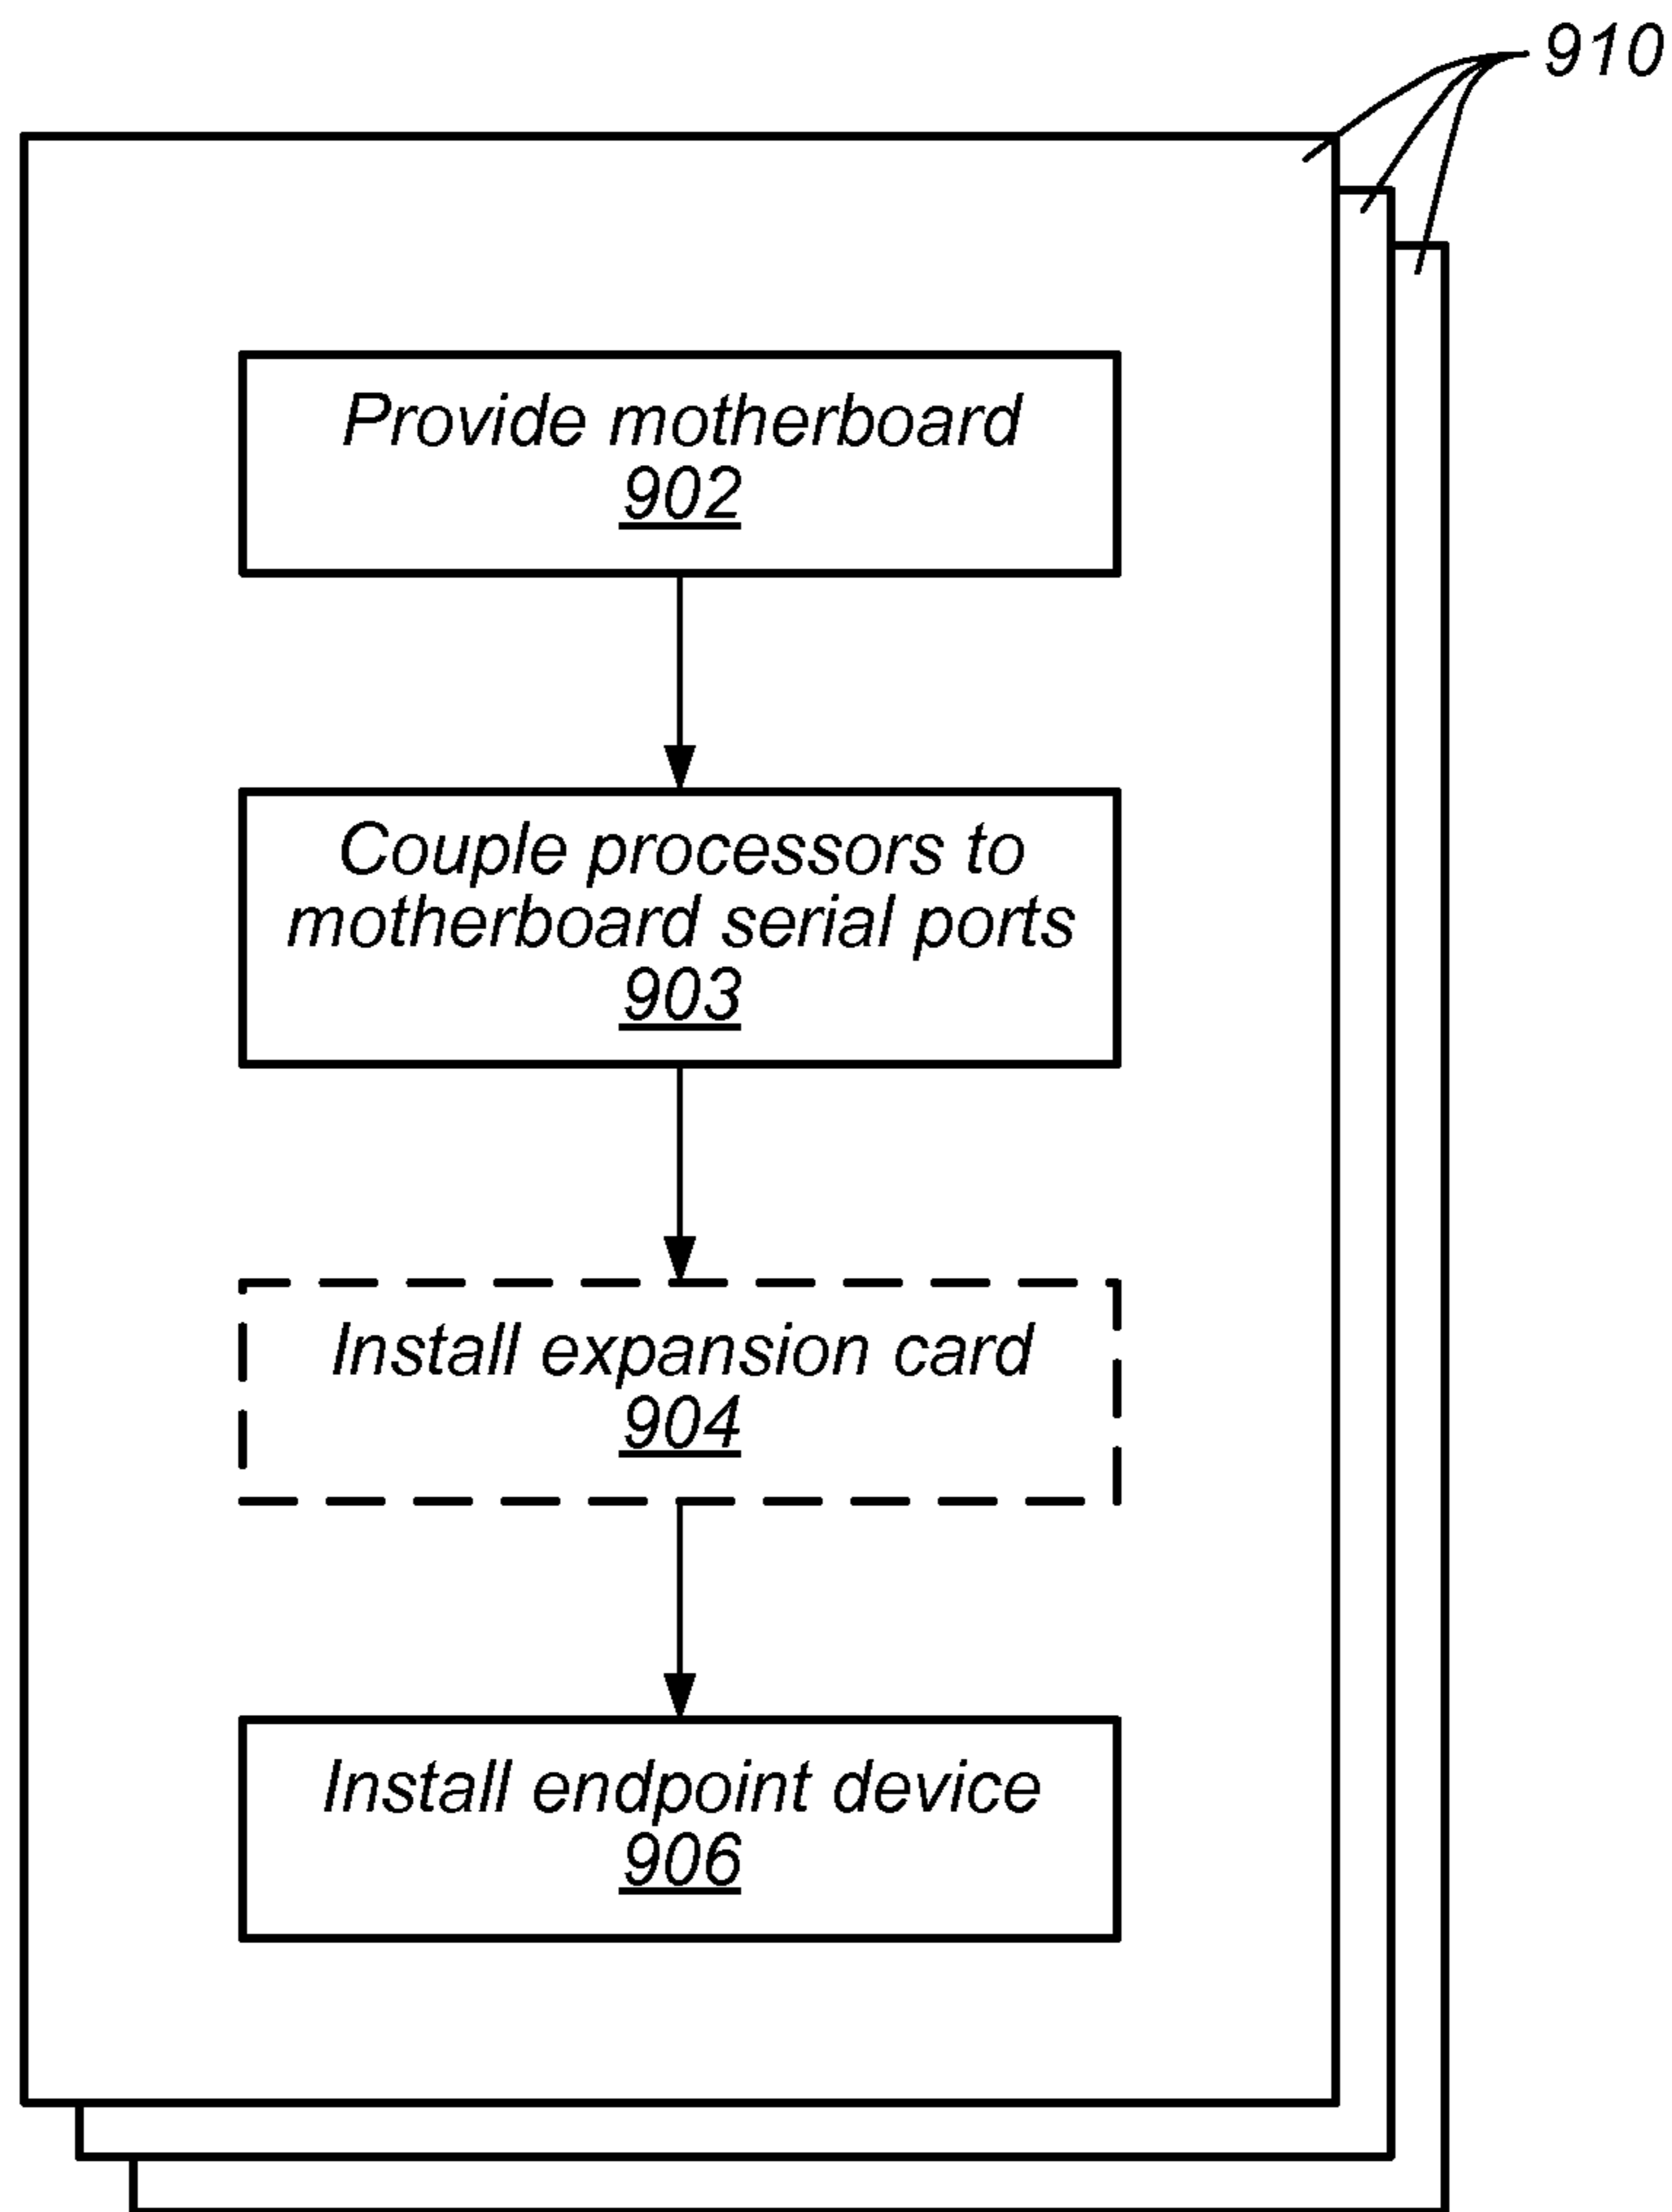 910
Provide motherboard
902
Couple processors to
motherboard serial ports
903
Install expansion card
904
Install endpoint device
906